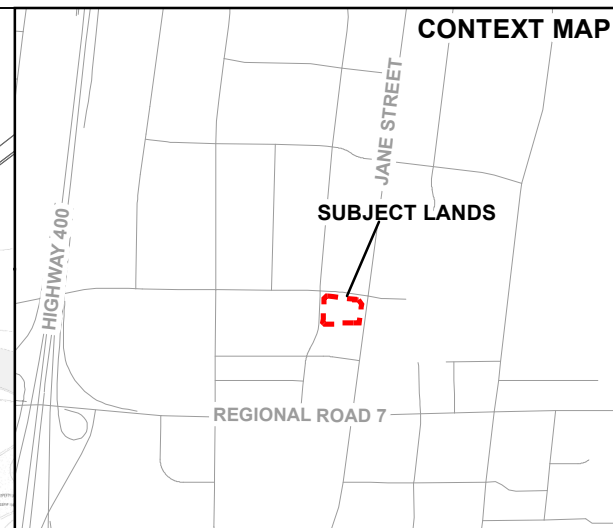 CONTEXT MAP
JANE STREET
SUBJECT LANDS
HIGHWAY 400
REGIONAL ROAD 7